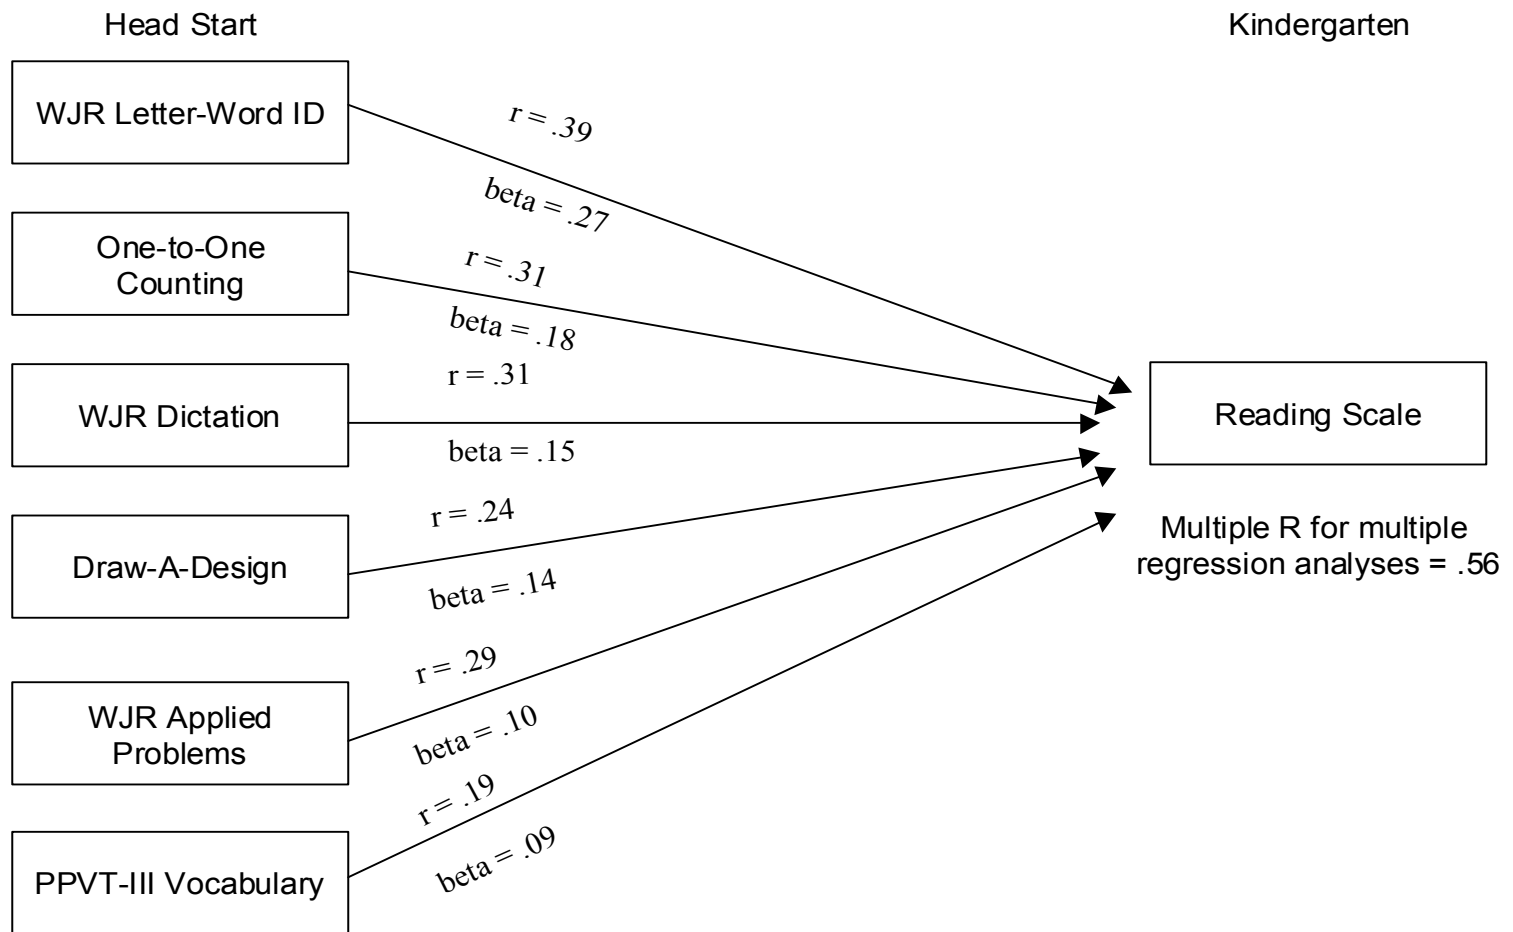 Head Start
Kindergarten
WJR Letter-Word ID
r = .39
beta = .27
One-to-One
Counting
r = .31
beta = .18
WJR Dictation
r = .31
beta = .15
Reading Scale
Draw-A-Design
r = .24
beta = .14
Multiple R for multiple
regression analyses = .56
WJR Applied
Problems
r = .29
beta = .10
PPVT-III Vocabulary
r = .19
beta = .09